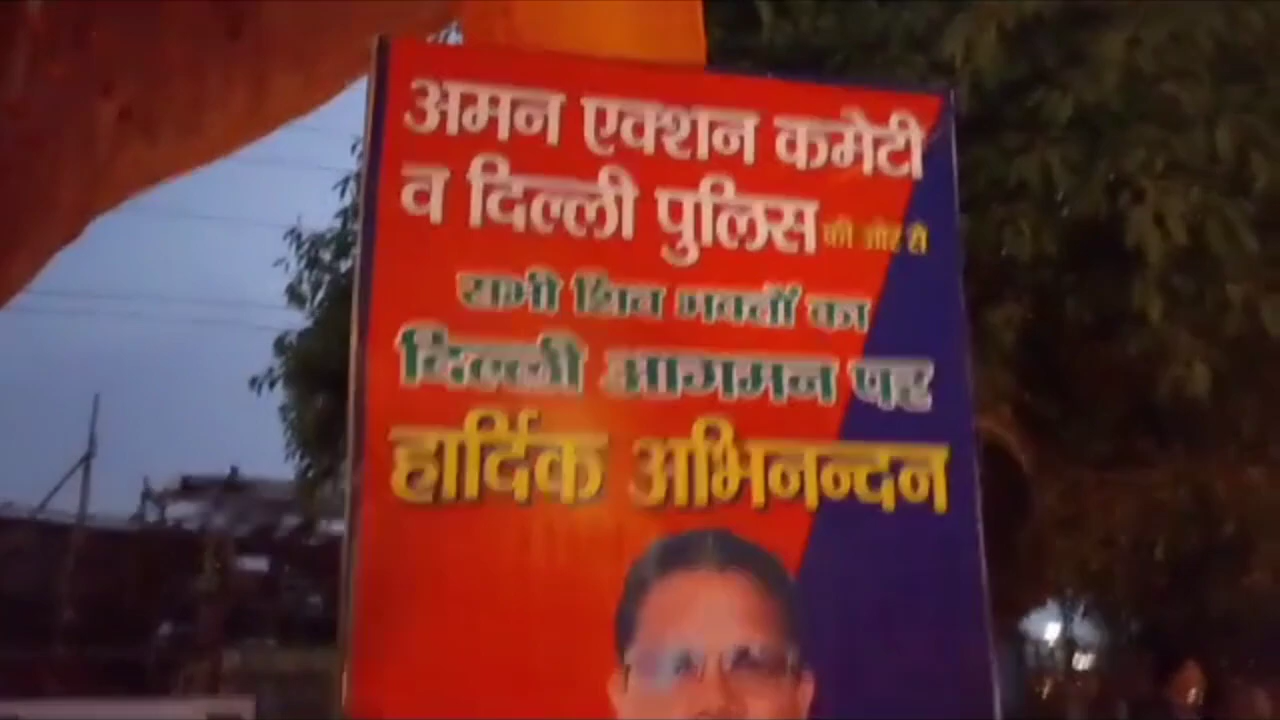 अमन एक्शन कमेटी
व दिल्ली पुलिस की ओर से
सभी शिव भक्तों का
दिल्ली आगमन पर
हार्दिक अभिनन्दन